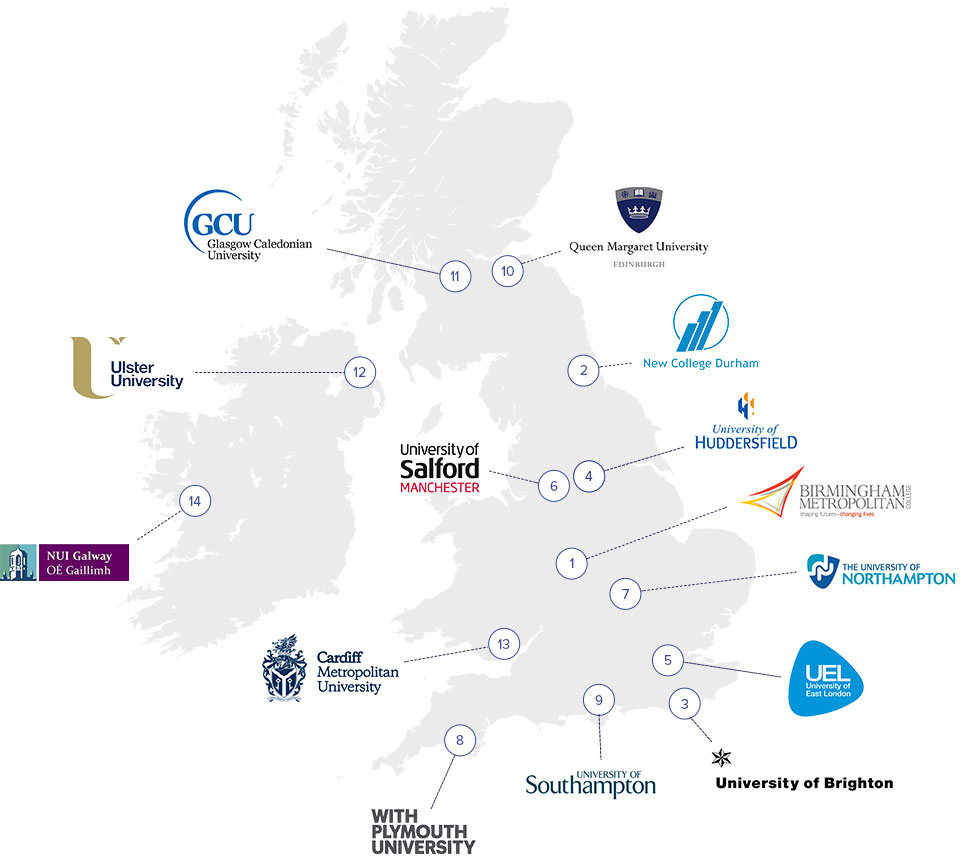 GCU
Glasgow Caledonian
University
11
10
Queen Margaret University
EDINBURGH
Ulster
University
12
2
New College Durham
University of
HUDDERSFIELD
University of
Salford
MANCHESTER
6
4
BIRMINGHAM
METROPOLITAN
COLLEGE
shaping futures–changing lives
14
NUI Galway
OÉ Gaillimh
1
7
THE UNIVERSITY OF
NORTHAMPTON
Cardiff
Metropolitan
University
13
5
UEL
University of
East London
9
3
8
UNIVERSITY OF
Southampton
University of Brighton
WITH
PLYMOUTH
UNIVERSITY